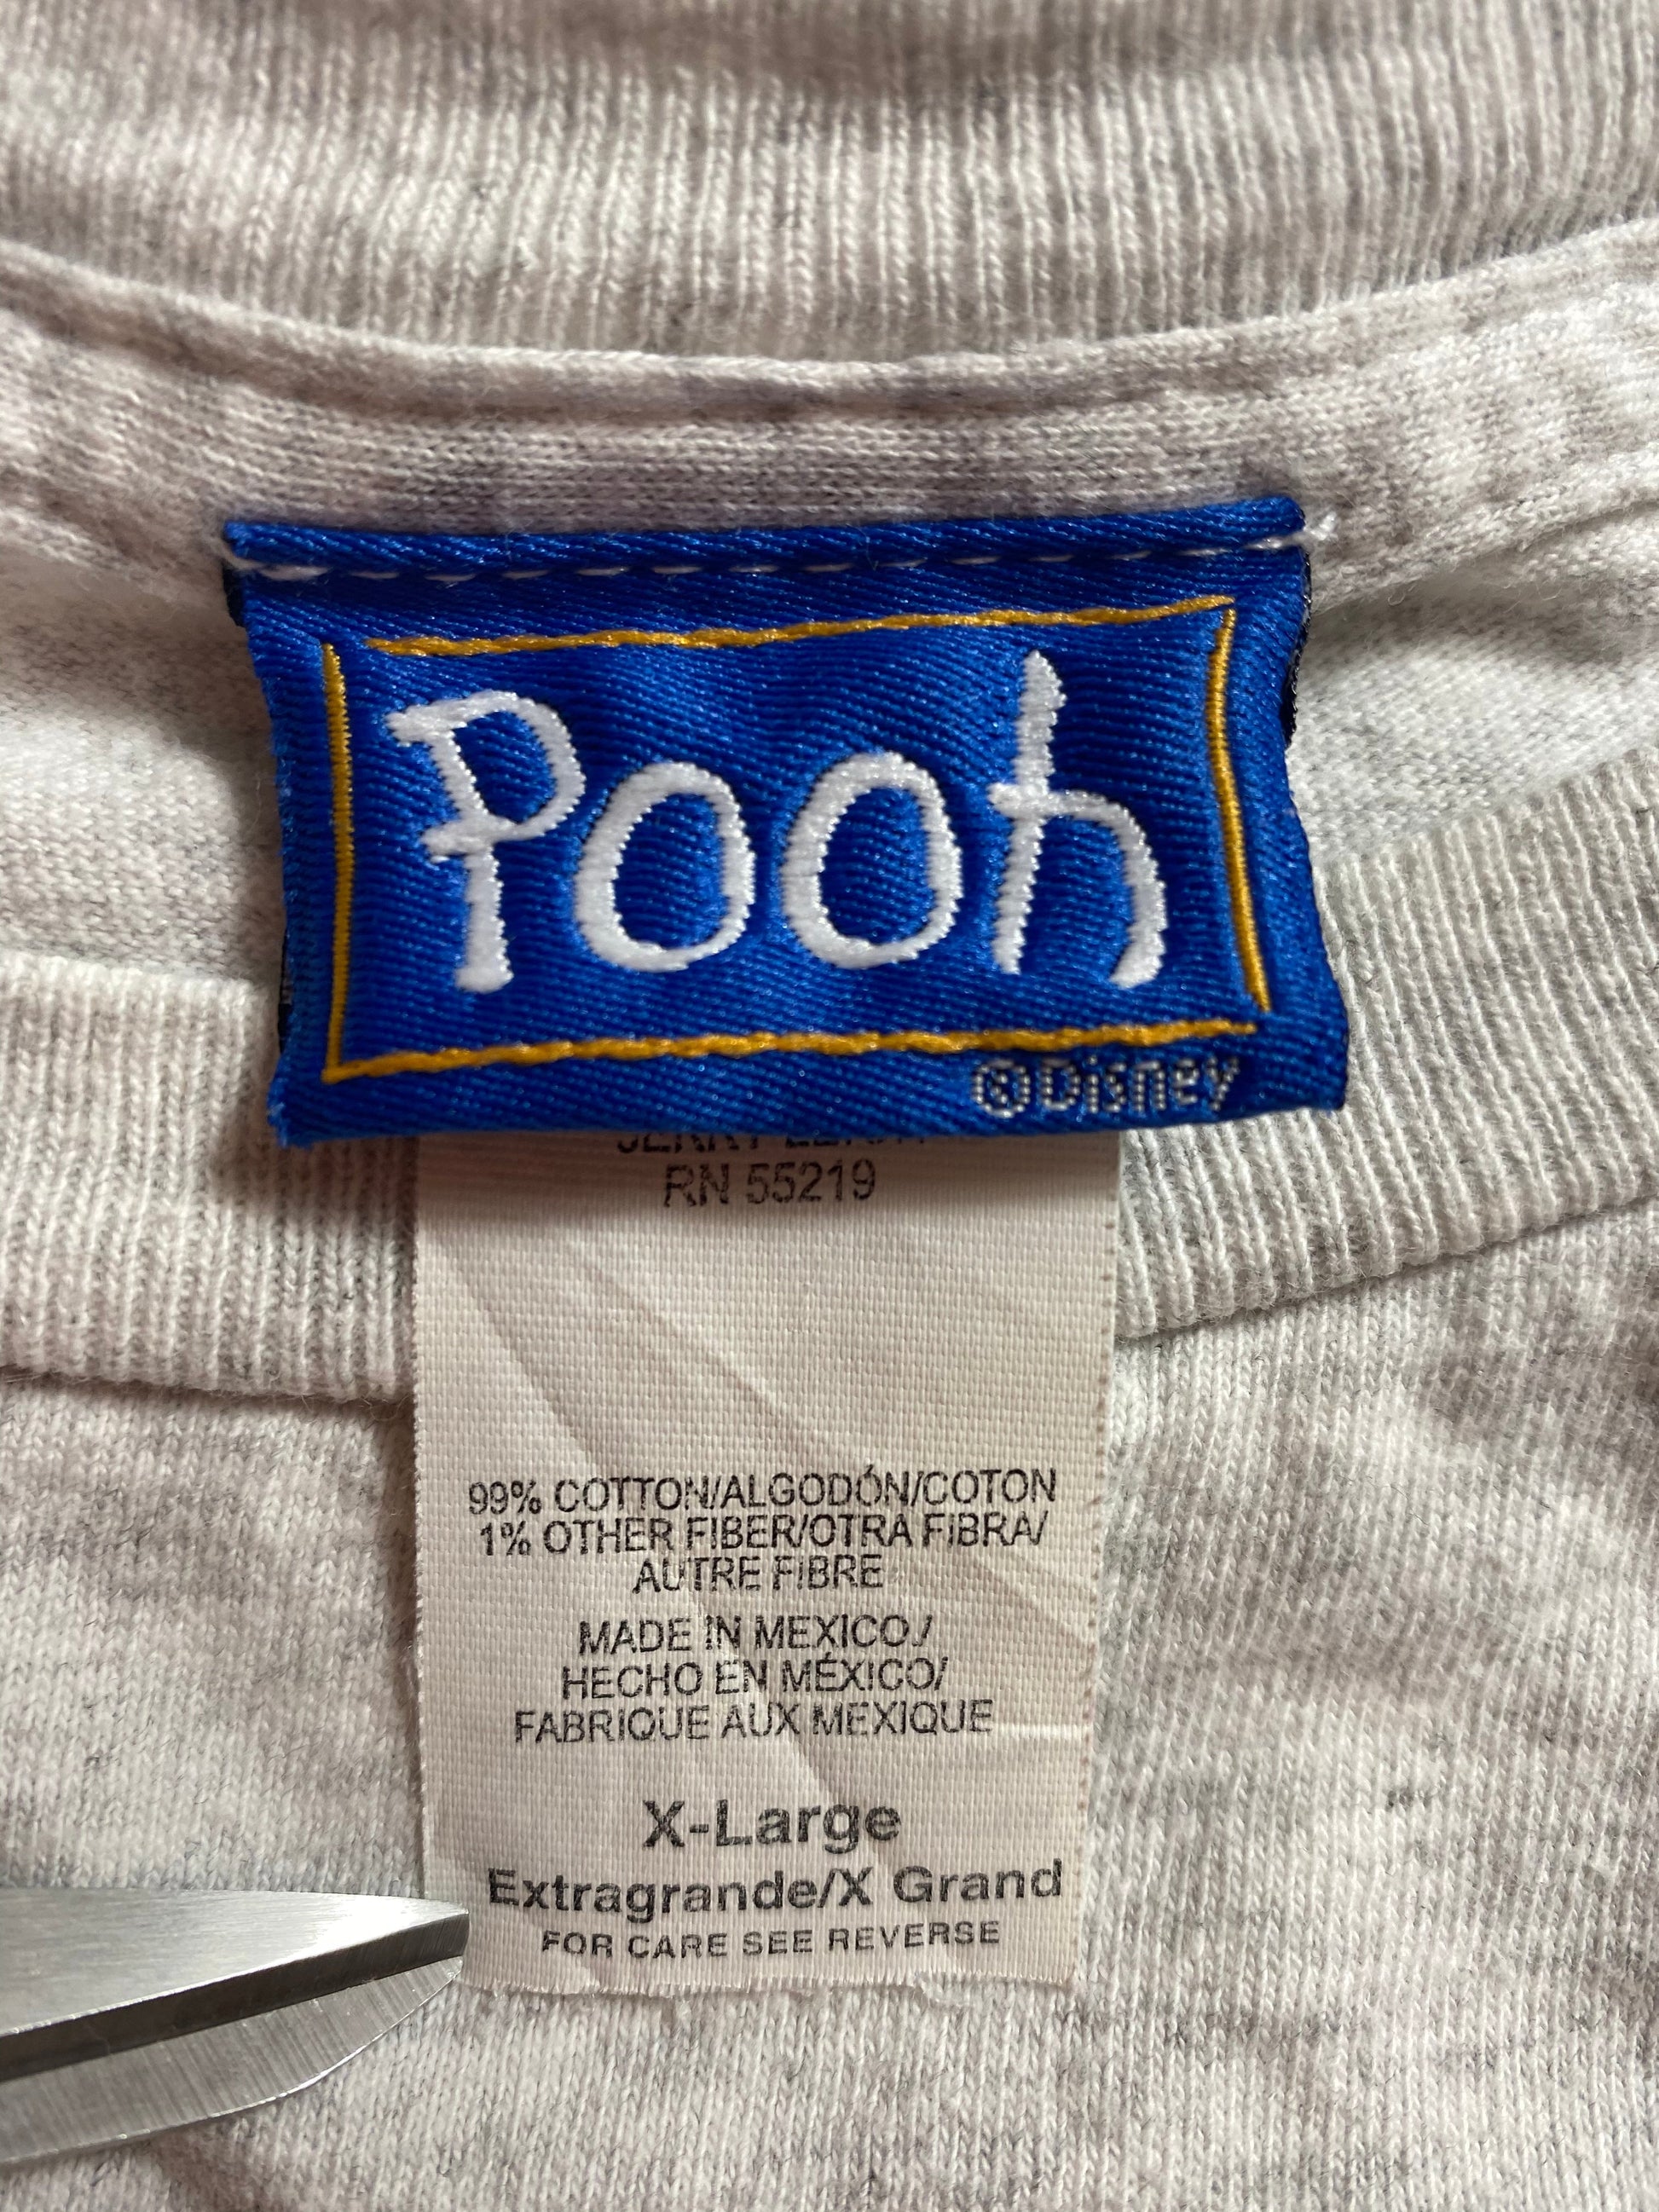 Pooh
©Disney
RN 55219
99% COTTON/ALGODÓN/COTON
1% OTHER FIBER/OTRA FIBRA/
AUTRE FIBRE
MADE IN MEXICO./
HECHO EN MÉXICO/
FABRIQUE AUX MEXIQUE
X-Large
Extragrande/X Grand
FOR CARE SEE REVERSE